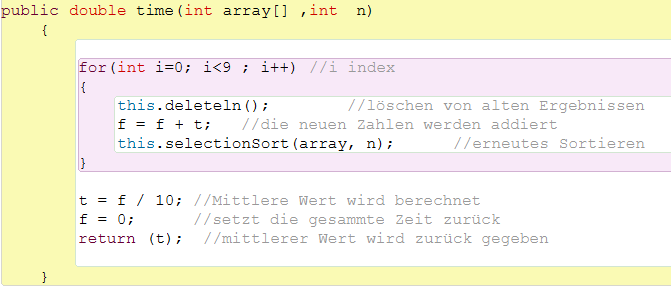 public double time(int array[] ,int  n)
{
for(int i=0; i<9 ; i++) //i index
{
this.deleteln();        //löschen von alten Ergebnissen
f = f + t;   //die neuen Zahlen werden addiert
this.selectionSort(array, n);      //erneutes Sortieren
}
t = f / 10; //Mittlere Wert wird berechnet
f = 0;      //setzt die gesammte Zeit zurück
return (t);  //mittlerer Wert wird zurück gegeben
}